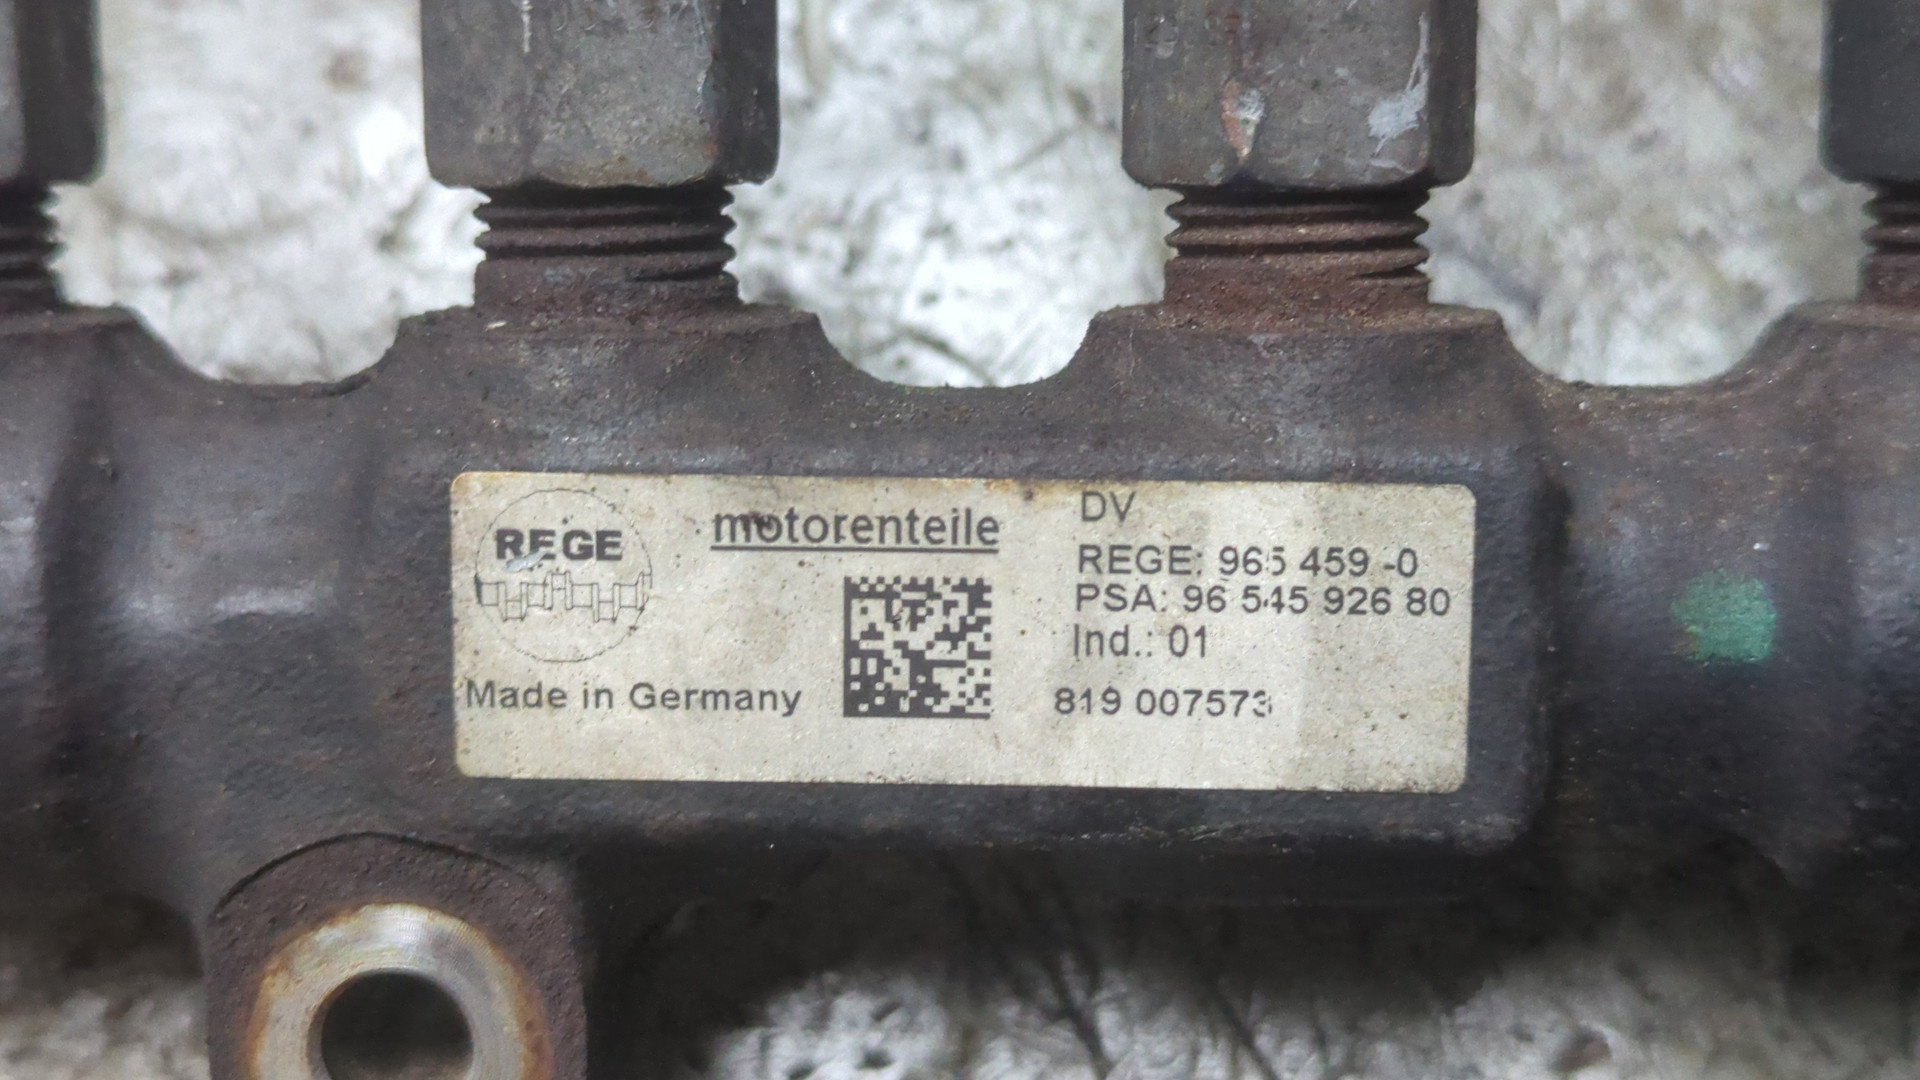 REGE
motorenteile
Made in Germany
DV
REGE: 965 459 -0
PSA: 96 545 926 80
Ind.: 01
819 007573